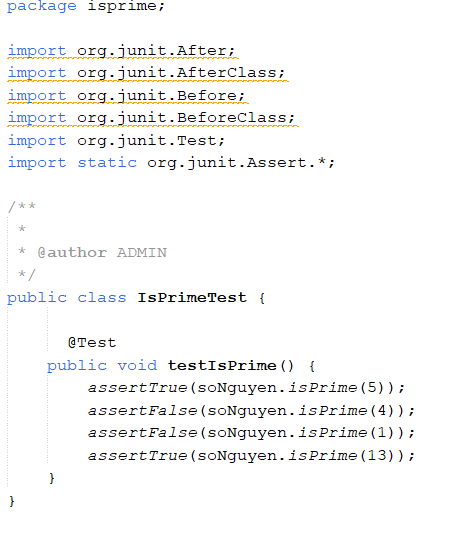 package isprime;
import org.junit.After;
import org.junit.AfterClass;
import org.junit.Before;
import org.junit.BeforeClass;
import org.junit.Test;
import static org.junit.Assert.*;
/**
 *
 * @author ADMIN
 */
public class IsPrimeTest {
      @Test
    public void testIsPrime() {
        assertTrue(soNguyen.isPrime(5));
        assertFalse(soNguyen.isPrime(4));
        assertFalse(soNguyen.isPrime(1));
        assertTrue(soNguyen.isPrime(13));
    }
}